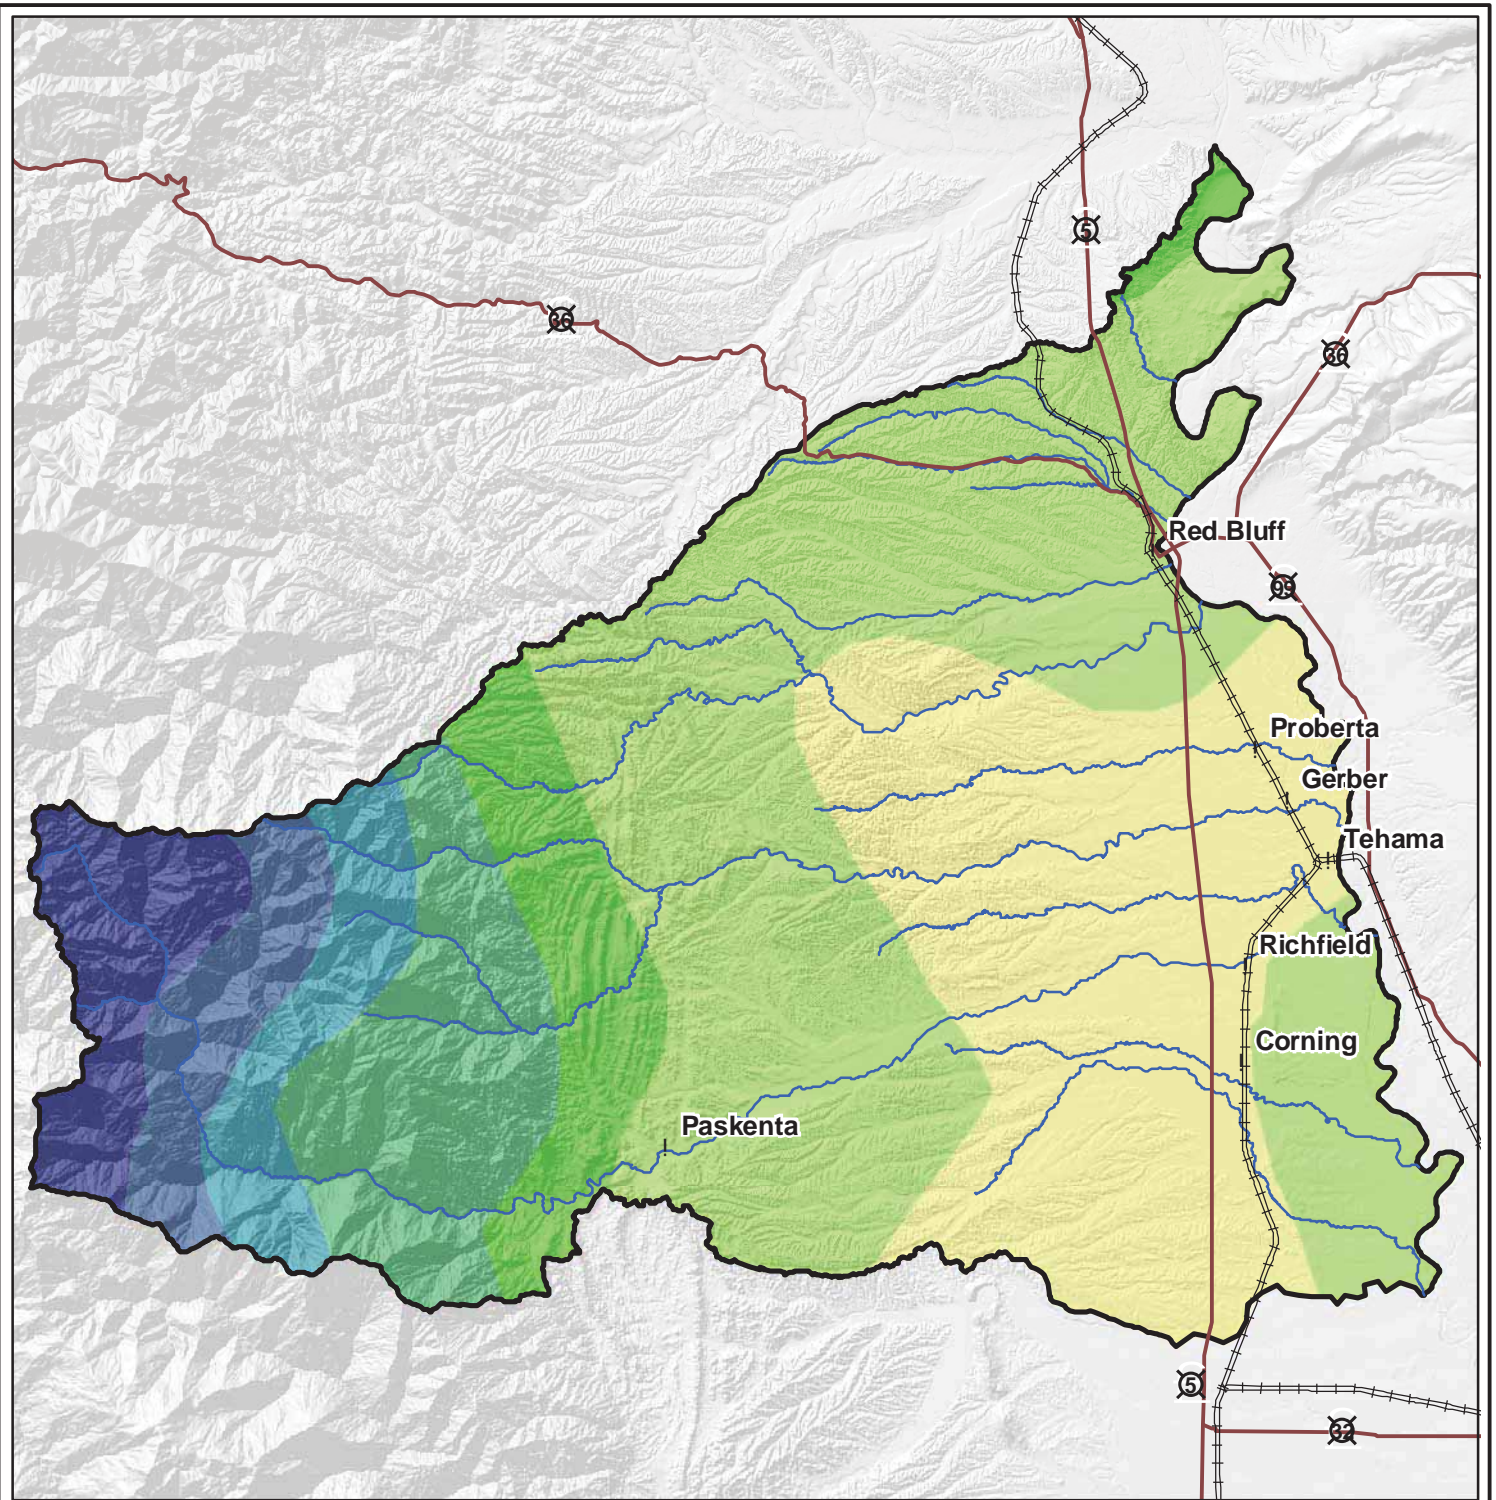 5
36
36
Red Bluff
99
Proberta
Gerber
Tehama
Richfield
Corning
Paskenta
5
32